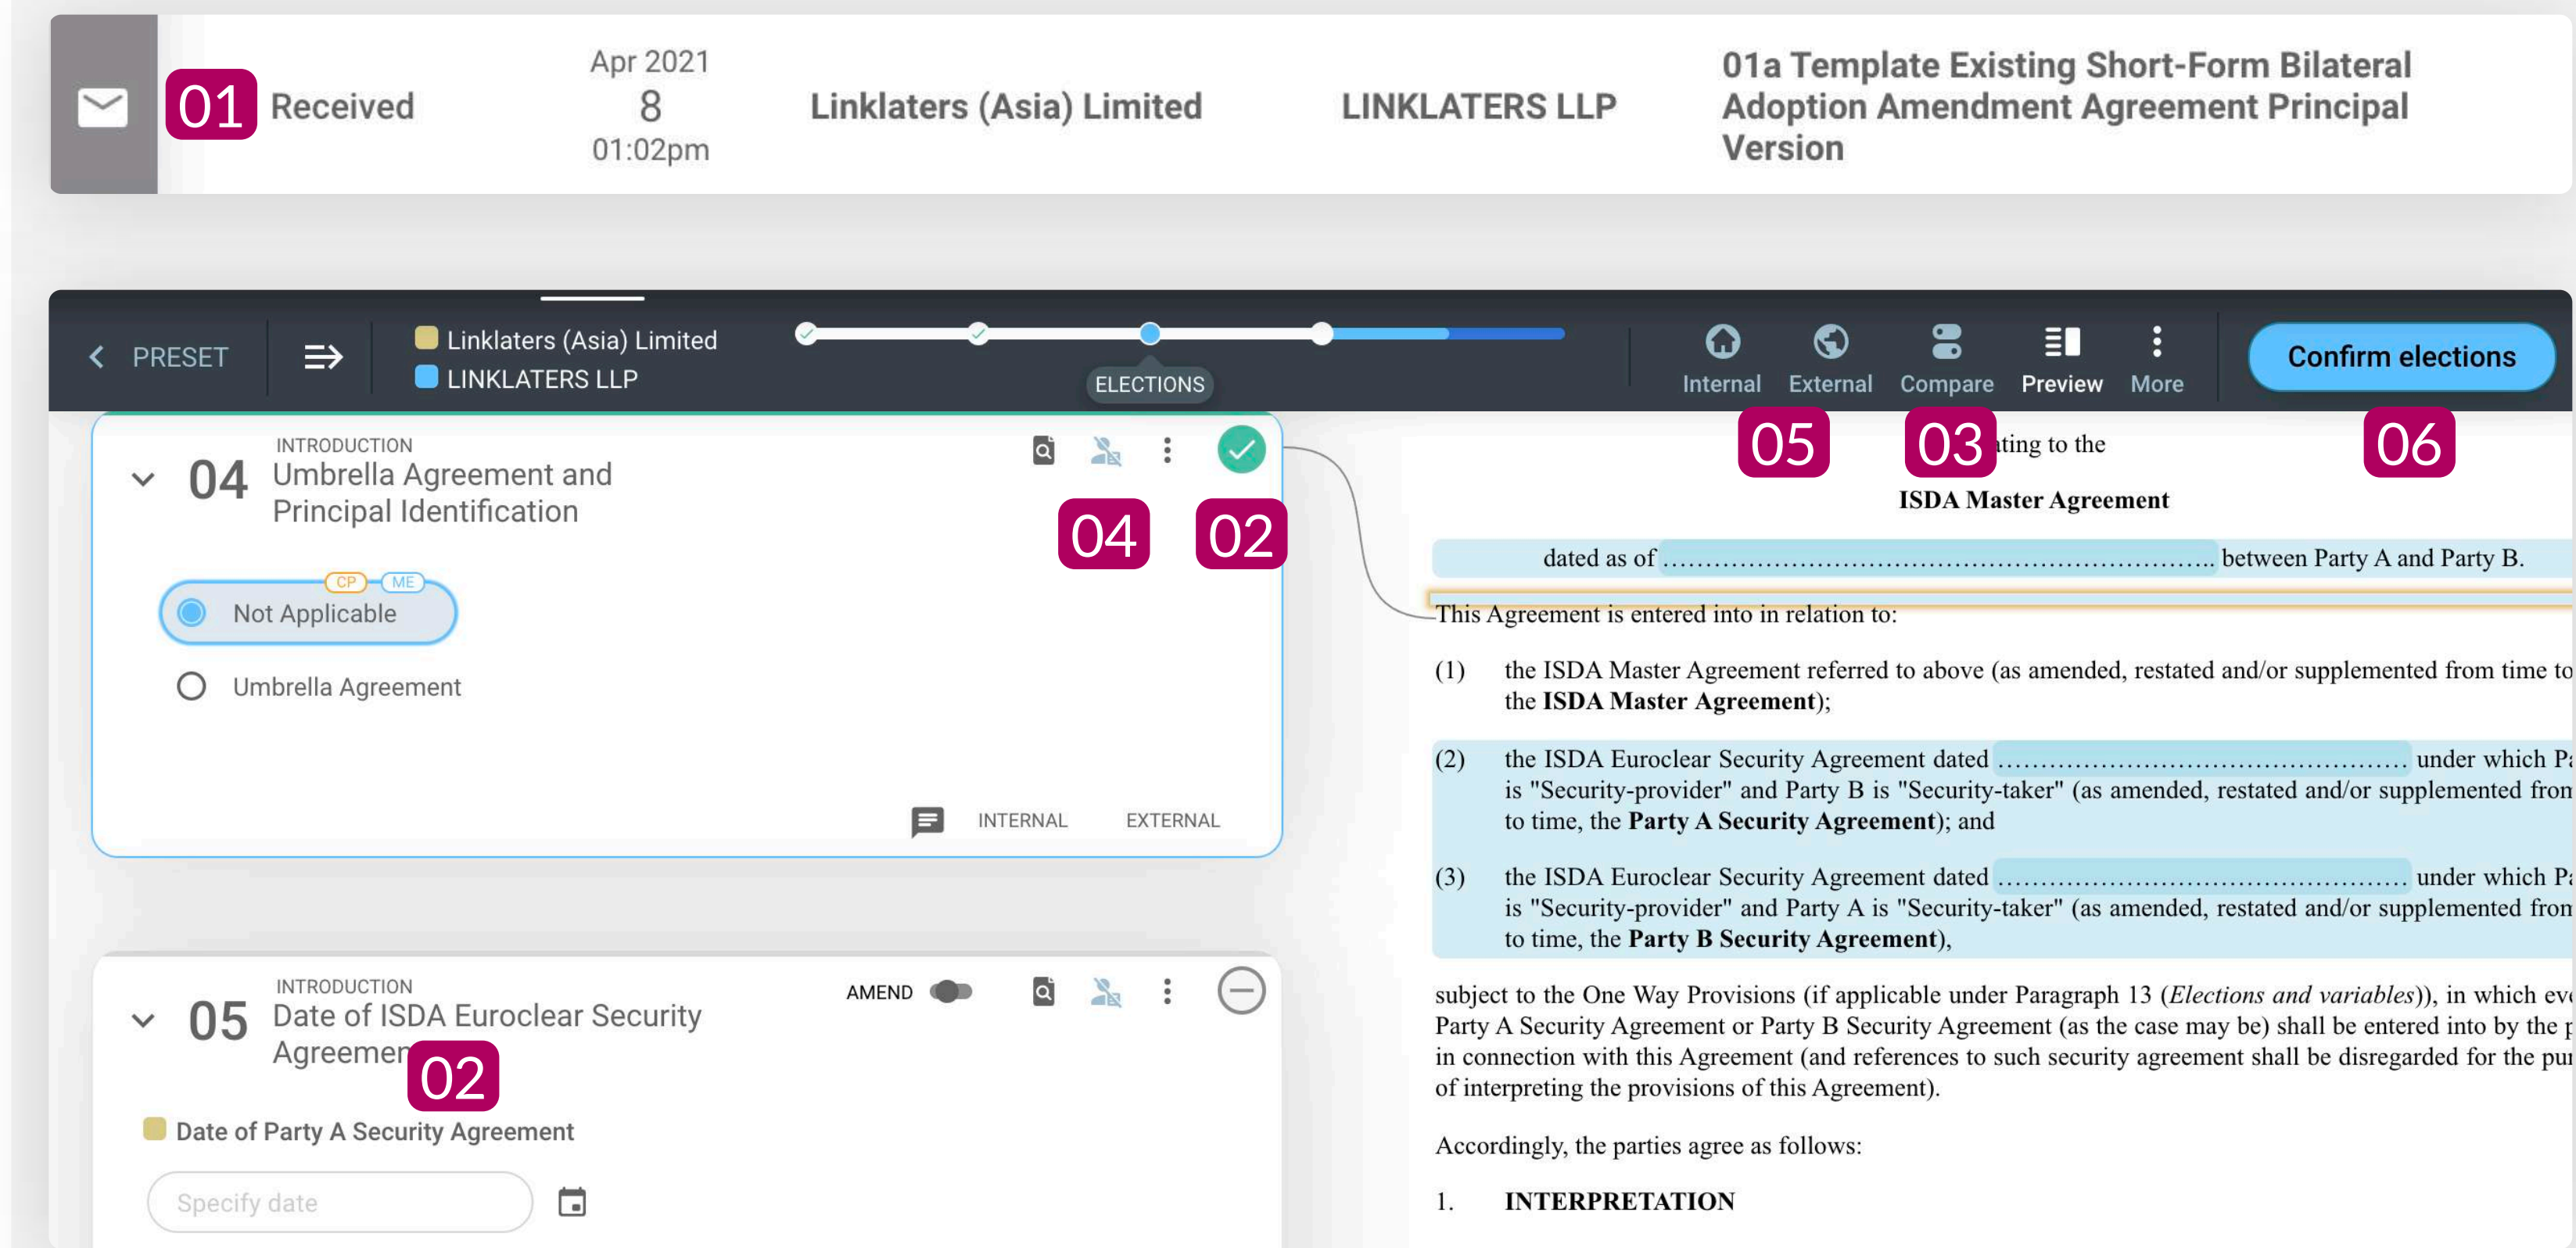 01 Received
Apr 2021
8
01:02pm
Linklaters (Asia) Limited
LINKLATERS LLP
01a Template Existing Short-Form Bilateral
Adoption Amendment Agreement Principal
Version
PRESET
Linklaters (Asia) Limited
LINKLATERS LLP
ELECTIONS
Internal
External
Compare
Preview
More
Confirm elections
05
03
06
04
INTRODUCTION
Umbrella Agreement and
Principal Identification
04
02
CP
ME
Not Applicable
Umbrella Agreement
INTERNAL
EXTERNAL
05
INTRODUCTION
Date of ISDA Euroclear Security
02
AMEND
Date of Party A Security Agreement
Specify date
to the
ISDA Master Agreement
dated as of ........................................................................ between Party A and Party B.
This Agreement is entered into in relation to:
(1) the ISDA Master Agreement referred to above (as amended, restated and/or supplemented from time to
the ISDA Master Agreement);
(2) the ISDA Euroclear Security Agreement dated ..................................................... under which
is "Security-provider" and Party B is "Security-taker" (as amended, restated and/or supplemented
to time, the Party A Security Agreement); and
(3) the ISDA Euroclear Security Agreement dated ..................................................... under which
is "Security-provider" and Party A is "Security-taker" (as amended, restated and/or supplemented
to time, the Party B Security Agreement),
subject to the One Way Provisions (if applicable under Paragraph 13 (Elections and variables)), in which
Party A Security Agreement or Party B Security Agreement (as the case may be) shall be entered into by the
in connection with this Agreement (and references to such security agreement shall be disregarded for the
of interpreting the provisions of this Agreement).
Accordingly, the parties agree as follows:
1. INTERPRETATION